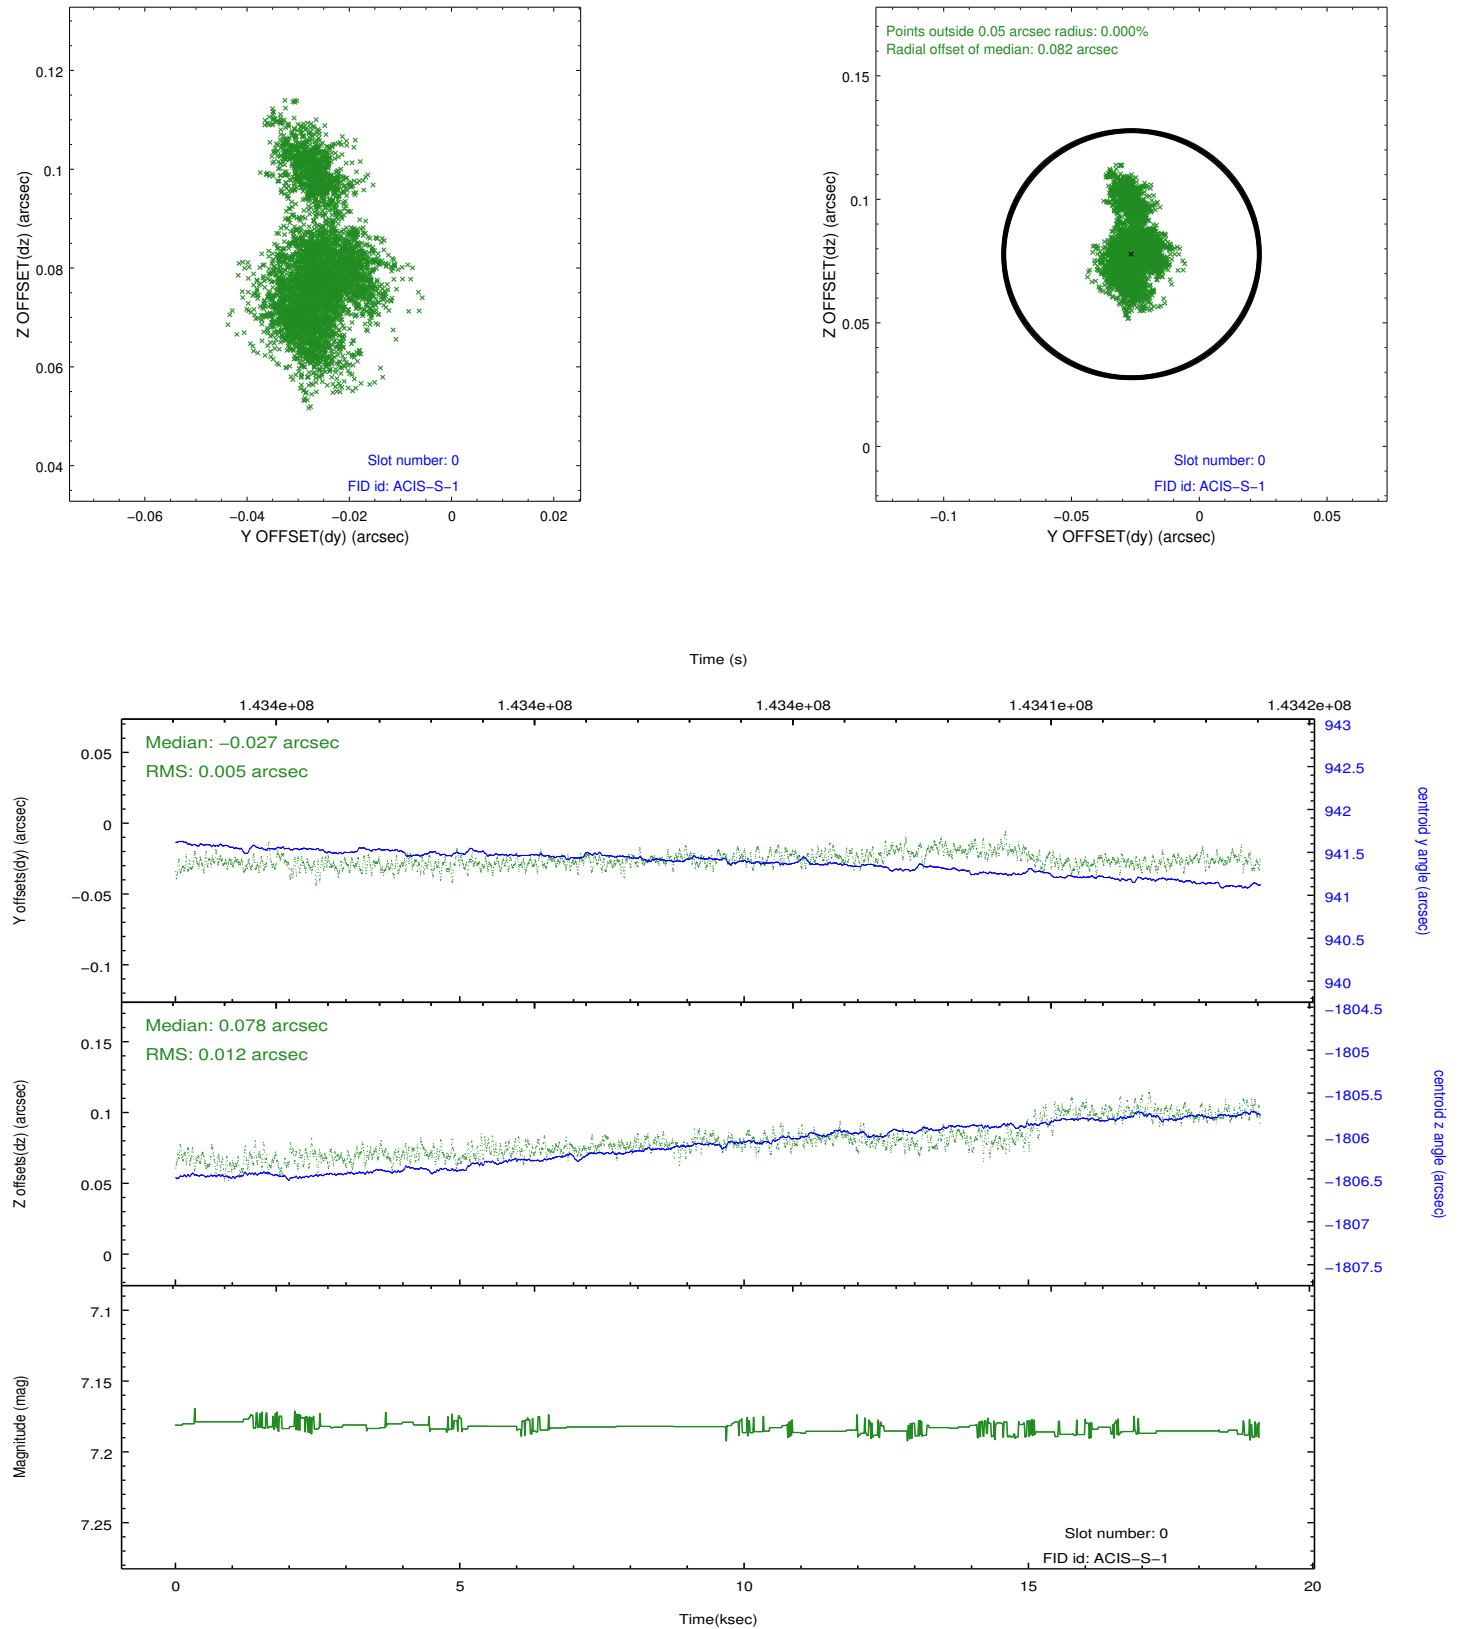 0.12
0.1
0.08
0.06
0.04
Z OFFSET(dz) (arcsec)
Slot number: 0
FID id: ACIS−S−1
−0.06
−0.04
−0.02
0
0.02
Y OFFSET(dy) (arcsec)
Points outside 0.05 arcsec radius: 0.000%
Radial offset of median: 0.082 arcsec
0.15
0.1
0.05
0
Z OFFSET(dz) (arcsec)
Slot number: 0
FID id: ACIS−S−1
−0.1
−0.05
0
0.05
Y OFFSET(dy) (arcsec)
Time (s)
1.434e+08
1.434e+08
1.434e+08
1.4341e+08
1.4342e+08
Median: −0.027 arcsec
RMS: 0.005 arcsec
0.05
0
−0.05
−0.1
Y offsets(dy) (arcsec)
943
942.5
942
941.5
941
940.5
940
centroid y angle (arcsec)
Median: 0.078 arcsec
RMS: 0.012 arcsec
0.15
0.1
0.05
0
Z offsets(dz) (arcsec)
−1804.5
−1805
−1805.5
−1806
−1806.5
−1807
−1807.5
centroid z angle (arcsec)
7.1
7.15
7.2
7.25
Magnitude (mag)
Slot number: 0
FID id: ACIS−S−1
0
5
10
15
20
Time(ksec)